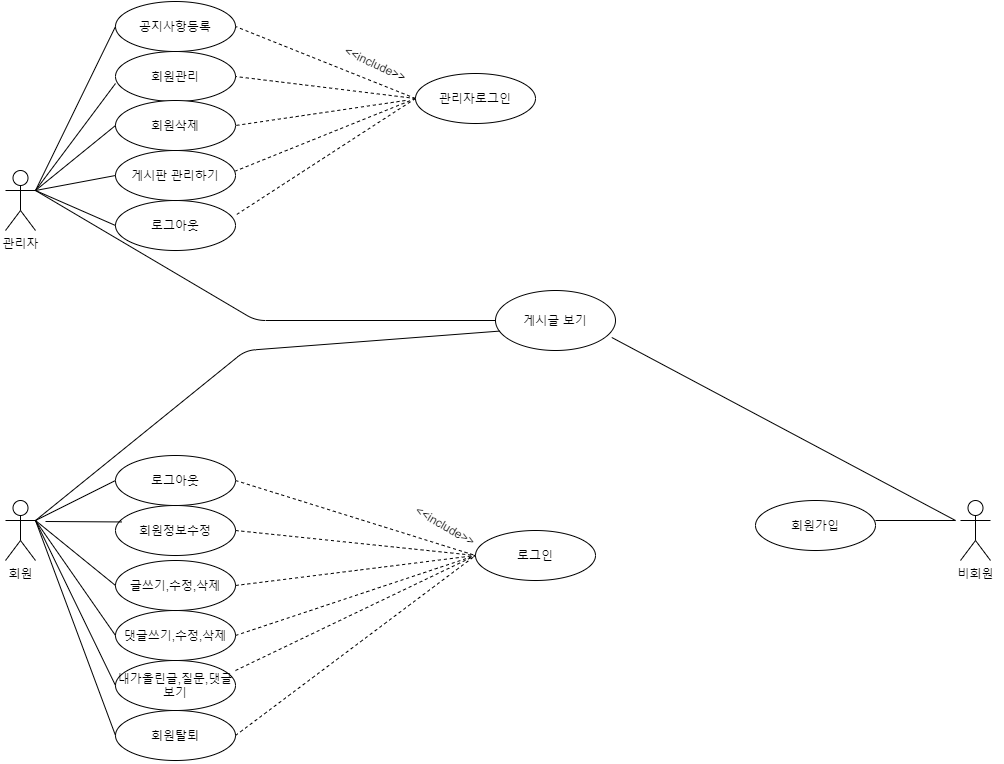 공지사항등록
<<include>>
회원관리
관리자로그인
회원삭제
게시판 관리하기
로그아웃
관리자
게시글 보기
로그아웃
<<include>>
회원정보수정
회원가입
로그인
회원
비회원
글쓰기,수정,삭제
댓글쓰기,수정,삭제
내가올린글,질문,댓글
보기
회원탈퇴